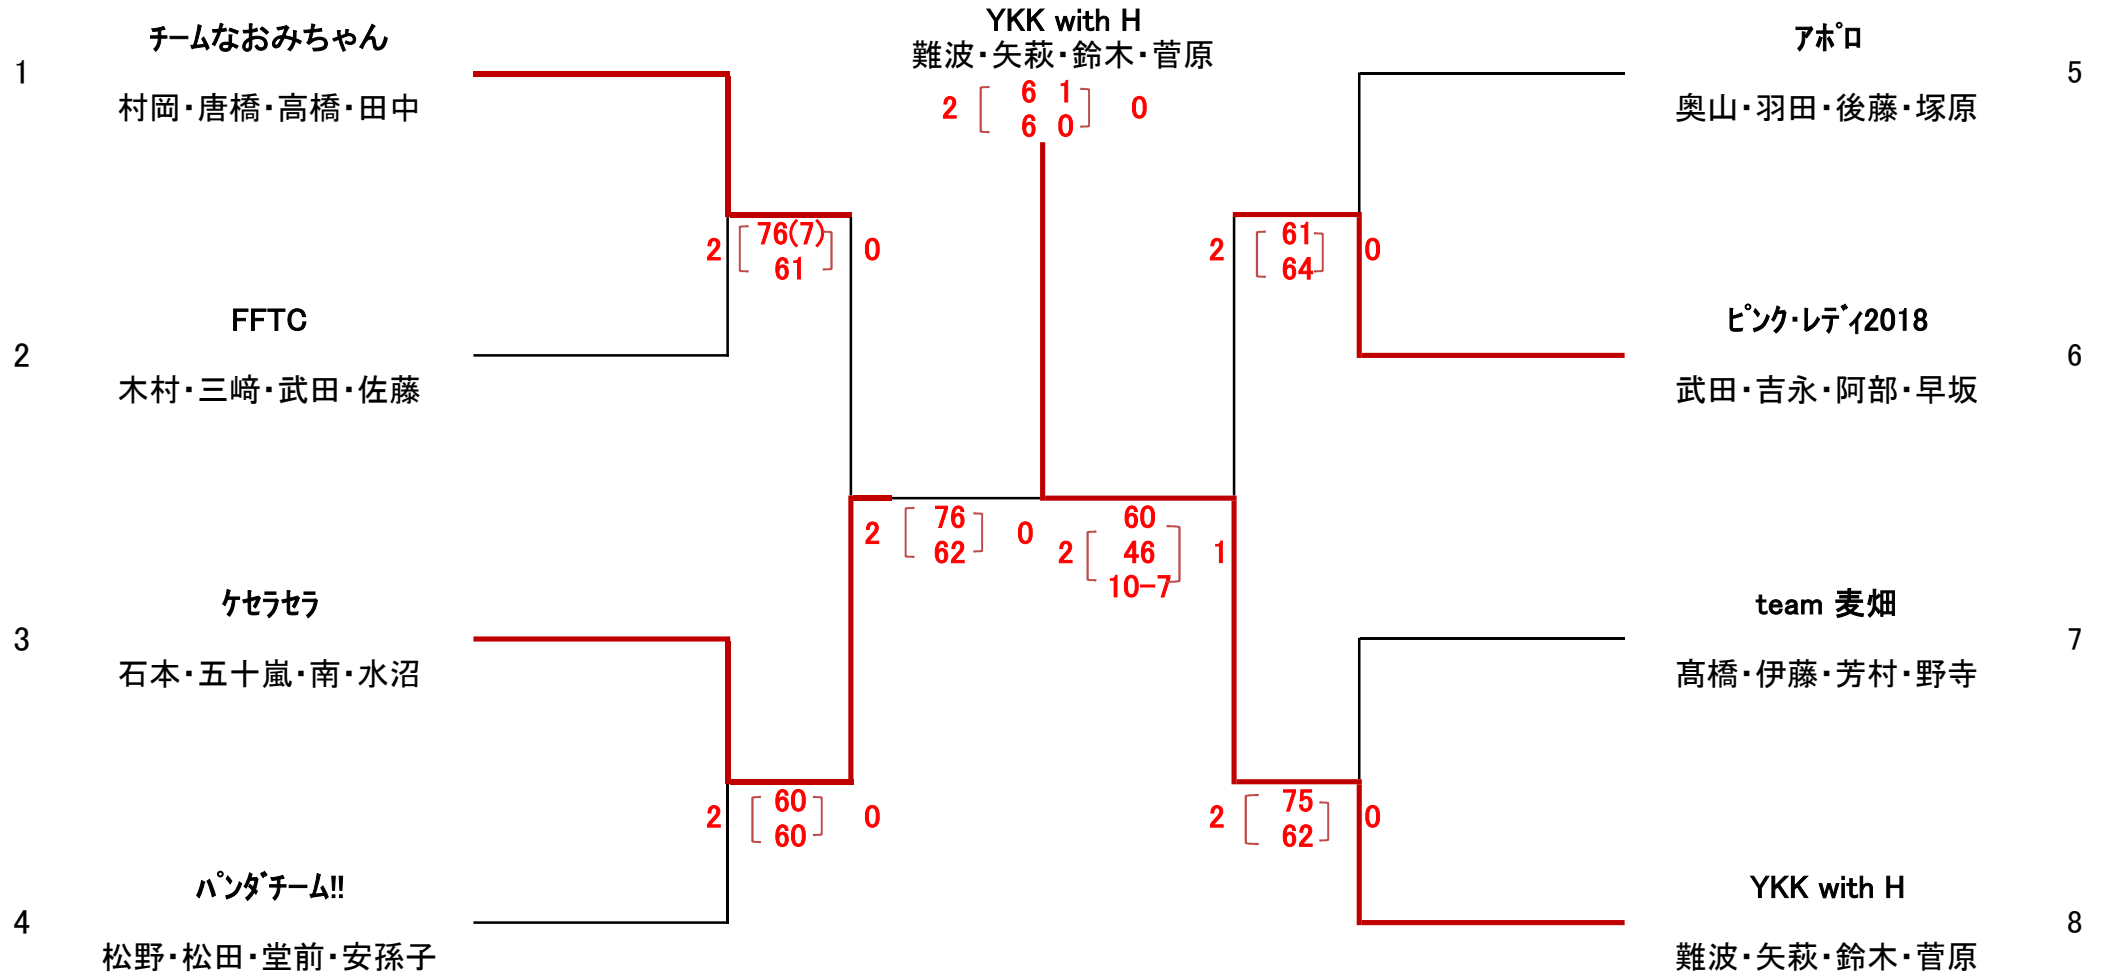 YKK with H
難波・矢萩・鈴木・菅原
2 6 1 0
6 0
チームなおみちゃん
1
村岡・唐橋・高橋・田中
2 76(7) 0
61
FFTC
2
木村・三﨑・武田・佐藤
2 76 0
62
ケセラセラ
3
石本・五十嵐・南・水沼
2 60 0
60
パンダチーム!!
4
松野・松田・堂前・安孫子
アポロ
5
奥山・羽田・後藤・塚原
2 61 0
64
ピンク・レディ2018
6
武田・吉永・阿部・早坂
60
2 46 1
10-7
team 麦畑
7
髙橋・伊藤・芳村・野寺
2 75 0
62
YKK with H
8
難波・矢萩・鈴木・菅原